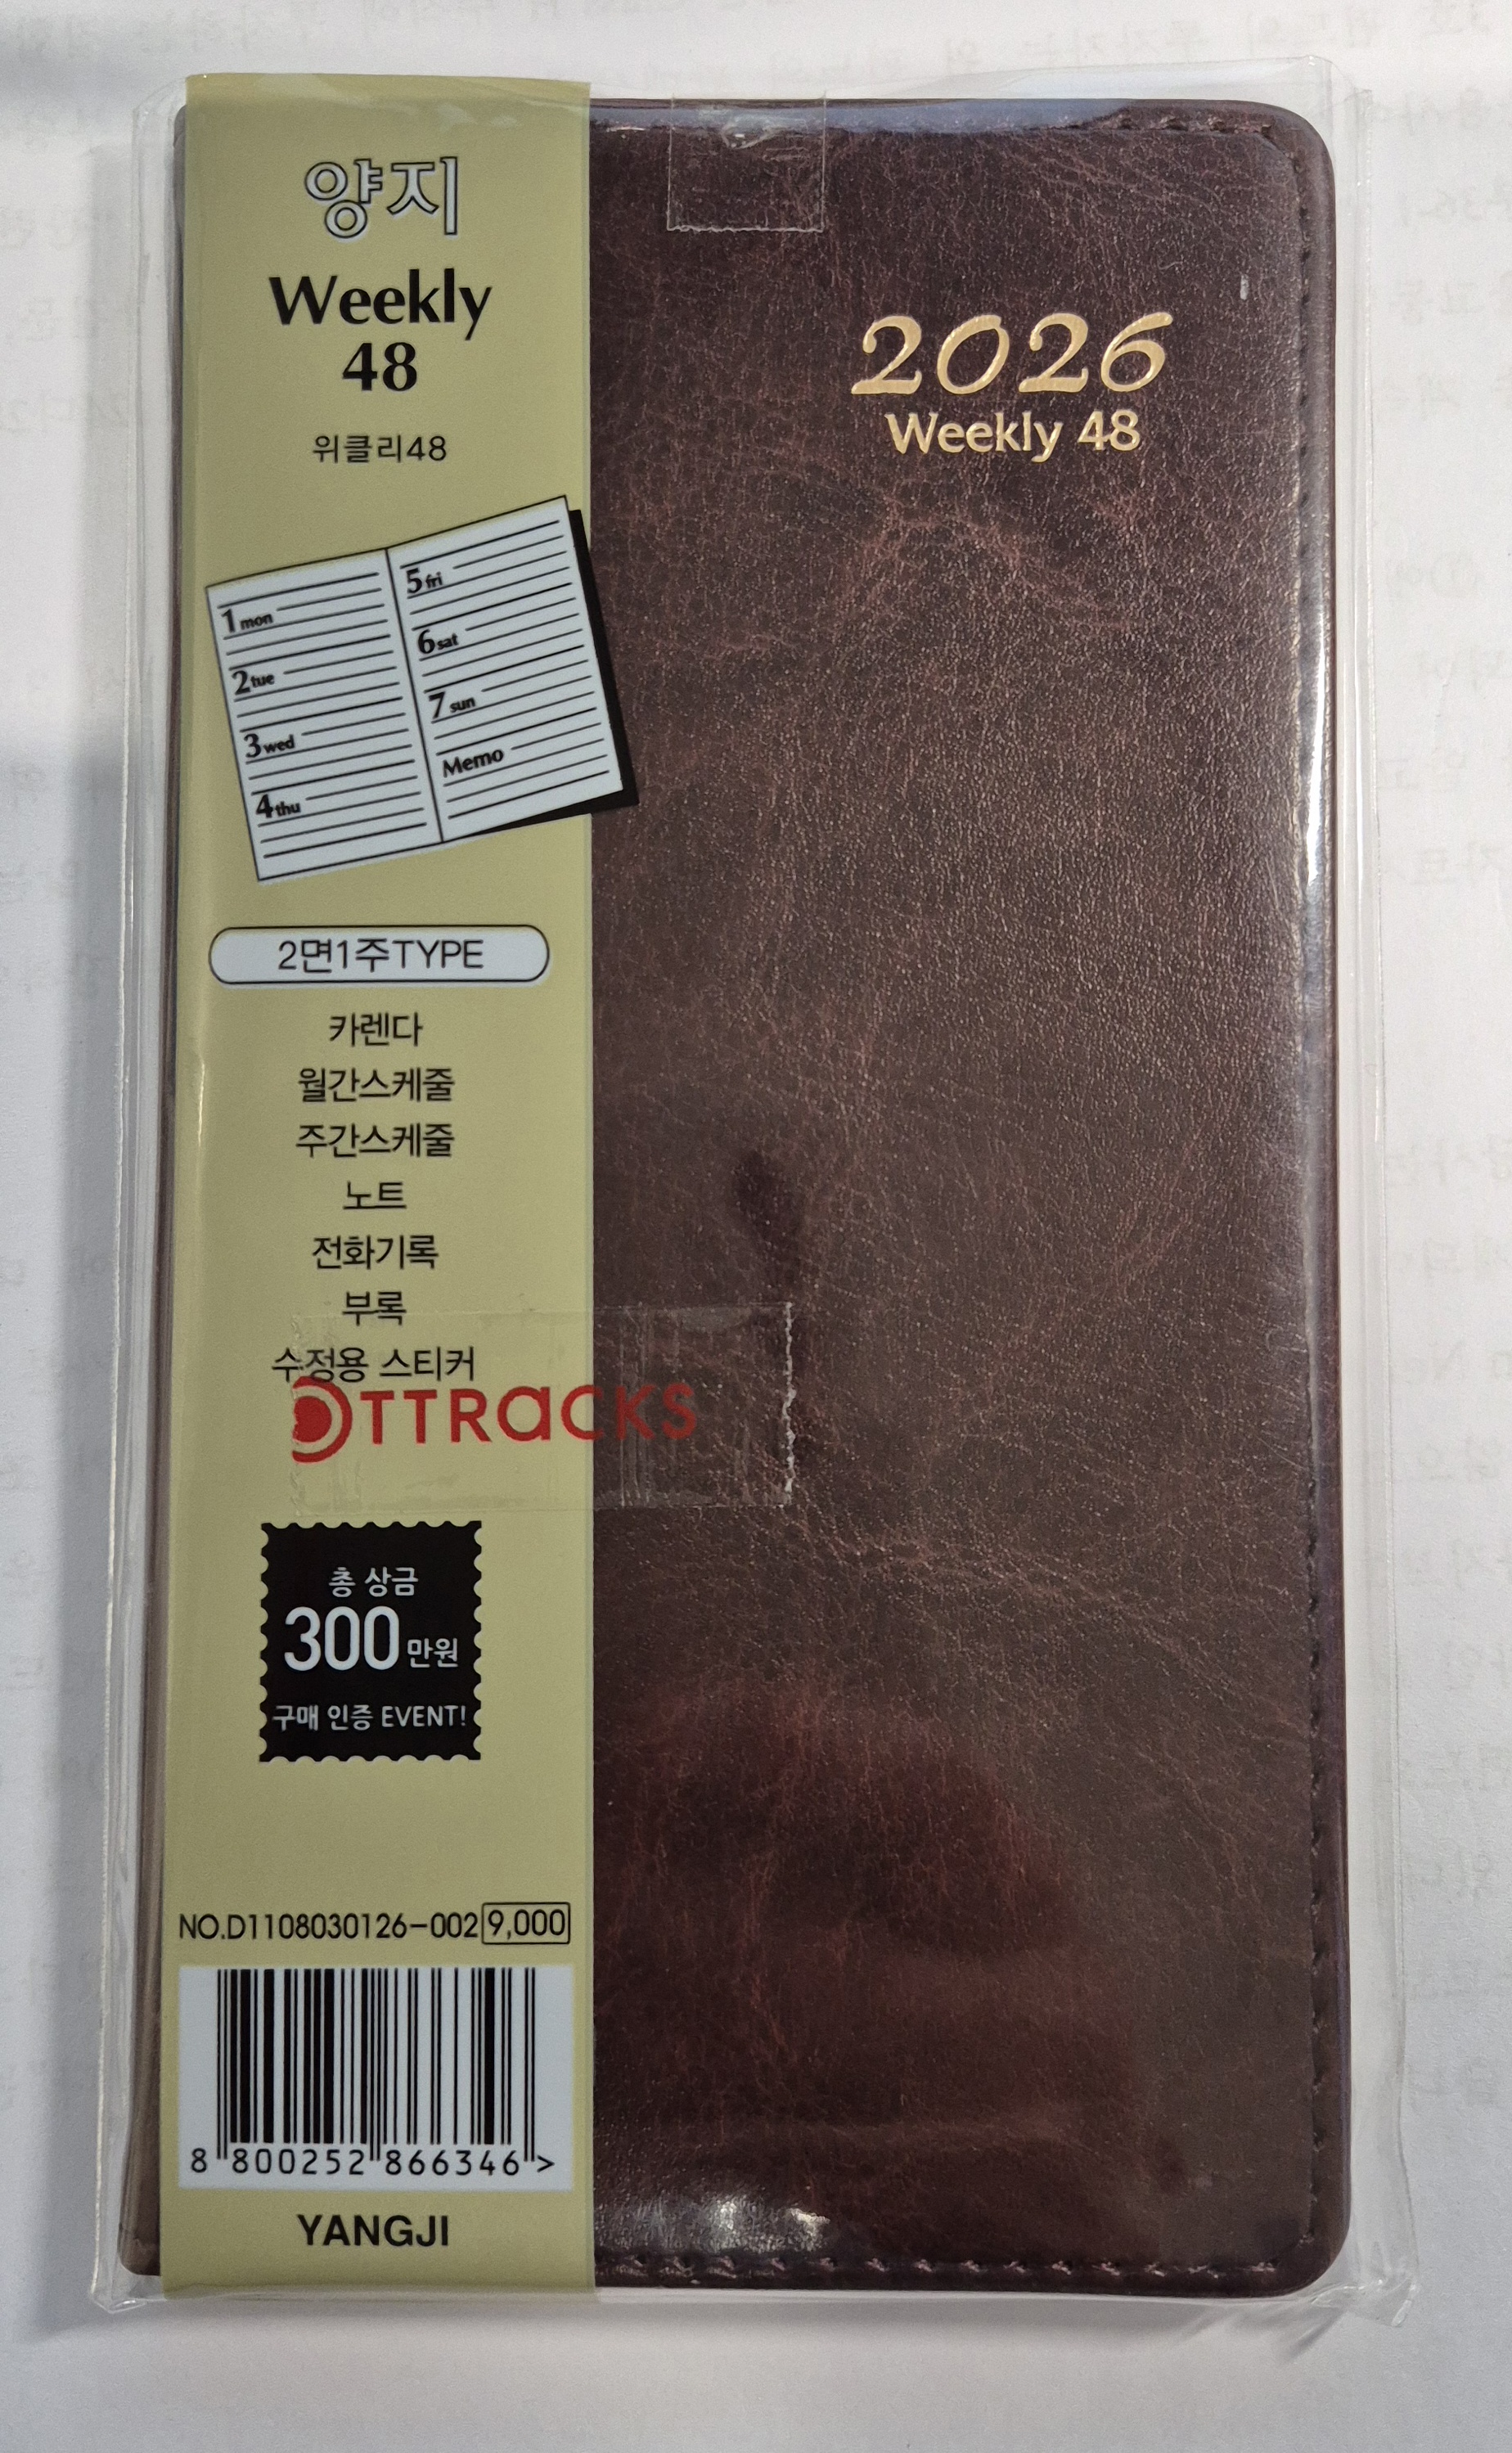 양지
Weekly
48
위클리48
1 mon
2 tue
3 wed
4 thu
5 fri
6 sat
7 sun
Memo
2면1주TYPE
카렌다
월간스케줄
주간스케줄
노트
전화기록
부록
수정용 스티커
OTTRACKS
총 상금
300만원
구매 인증 EVENT!
NO.D1108030126-002 9,000
8 800252 866346 >
YANGJI
2026
Weekly 48